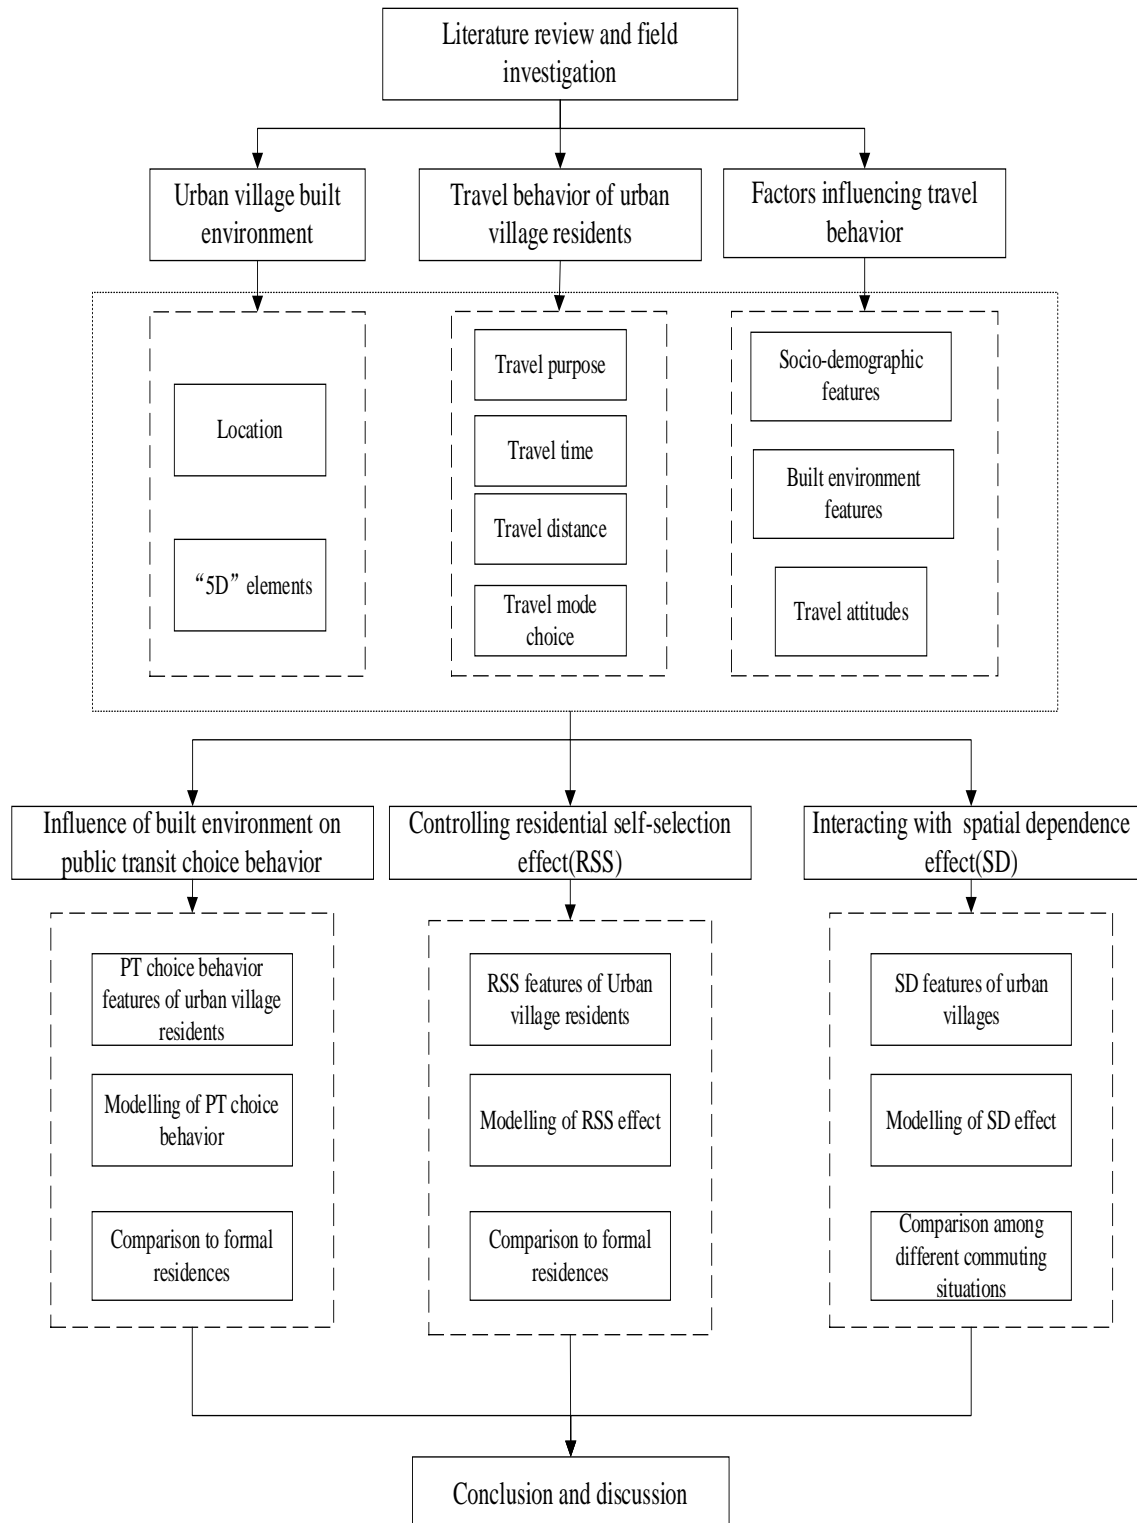 Literature review and field
investigation
Urban village built
environment
Travel behavior of urban
village residents
Factors influencing travel
behavior
Location
“5D” elements
Travel purpose
Travel time
Travel distance
Travel mode
choice
Socio-demographic
features
Built environment
features
Travel attitudes
Influence of built environment on
public transit choice behavior
Controlling residential self-selection
effect(RSS)
Interacting with spatial dependence
effect(SD)
PT choice behavior
features of urban village
residents
Modelling of PT choice
behavior
Comparison to formal
residences
RSS features of Urban
village residents
Modelling of RSS effect
Comparison to formal
residences
SD features of urban
villages
Modelling of SD effect
Comparison among
different commuting
situations
Conclusion and discussion